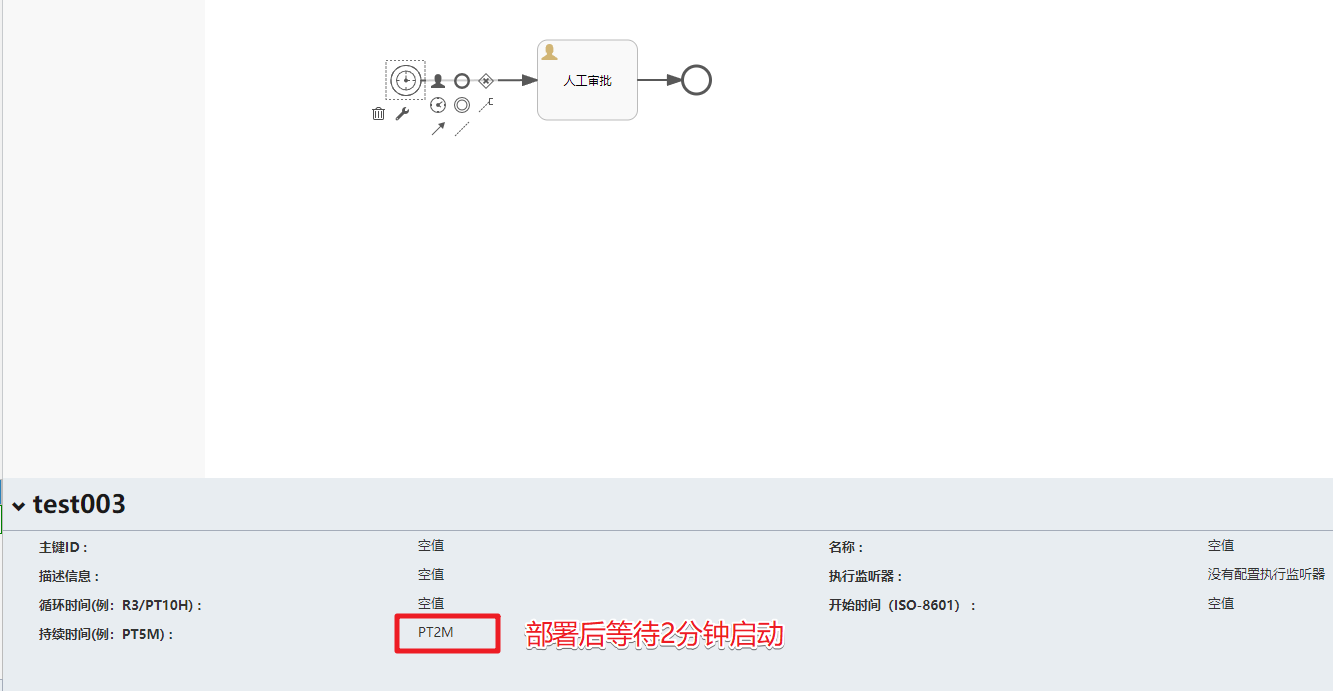 人工审批
test003
主键ID： 空值 名称： 空值
描述信息： 空值 执行监听器： 没有配置执行监听器
循环时间(例：R3/PT10H)： 空值 开始时间（ISO-8601）： 空值
持续时间(例：PT5M)： PT2M 部署后等待2分钟启动